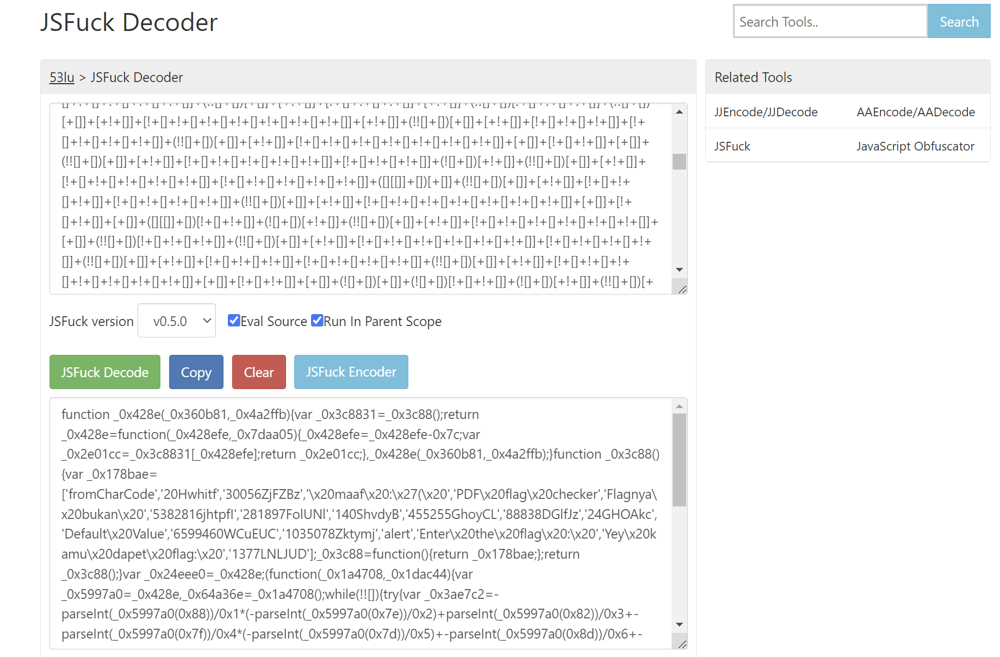 JSFuck Decoder
Search Tools..
Search
53lu > JSFuck Decoder
[+[]]+[+!+[]]+[!+[]+!+[]+!+[]+!+[]+!+[]+!+[]+!+[]]+[+!+[]]+(!![]+[])[+[]]+[+!+[]]+[!+[]+!+[]+!+[]]+[!+
[]+!+[]+!+[]+!+[]]+(!![]+[])[+[]]+[+!+[]]+[!+[]+!+[]+!+[]+!+[]+!+[]+!+[]+!+[]]+[+[]]+[!+[]+!+[]]+[+[]]+
(!![]+[])[+[]]+[+!+[]]+[!+[]+!+[]+!+[]+!+[]+!+[]]+[!+[]+!+[]+!+[]]+(![]+[])[+!+[]]+(!![]+[])[+[]]+[+!+[]]+
[!+[]+!+[]+!+[]+!+[]+!+[]]+[!+[]+!+[]+!+[]+!+[]+!+[]]+([][[]]+[])[+[]]+(!![]+[])[+[]]+[+!+[]]+[!+[]+!+
[]+!+[]]+[!+[]+!+[]+!+[]+!+[]]+(!![]+[])[+[]]+[+!+[]]+[!+[]+!+[]+!+[]+!+[]+!+[]+!+[]+!+[]]+[+[]]+[!+
[]+!+[]]+[+[]]+([][[]]+[])[!+[]+!+[]]+(![]+[])[+!+[]]+(!![]+[])[+[]]+[+!+[]]+[!+[]+!+[]+!+[]+!+[]+!+[]+!+[]]+
[+[]]+(!![]+[])[!+[]+!+[]+!+[]]+(!![]+[])[+[]]+[+!+[]]+[!+[]+!+[]+!+[]+!+[]+!+[]+!+[]]+[!+[]+!+[]+!+[]+!+
[]]+(!![]+[])[+[]]+[+!+[]]+[!+[]+!+[]+!+[]]+[!+[]+!+[]+!+[]+!+[]]+(!![]+[])[+[]]+[+!+[]]+[!+[]+!+[]+!+
[]+!+[]+!+[]+!+[]+!+[]]+[+[]]+[!+[]+!+[]]+[+[]]+(![]+[])[+[]]+(![]+[])[!+[]+!+[]]+(![]+[])[+!+[]]+(!![]+[])[+
JSFuck version
v0.5.0
Eval Source
Run In Parent Scope
JSFuck Decode
Copy
Clear
JSFuck Encoder
function _0x428e(_0x360b81,_0x4a2ffb){var _0x3c8831=_0x3c88();return
_0x428e=function(_0x428efe,_0x7daa05){_0x428efe=_0x428efe-0x7c;var
_0x2e01cc=_0x3c8831[_0x428efe];return _0x2e01cc;},_0x428e(_0x360b81,_0x4a2ffb);}function _0x3c88()
{var _0x178bae=
['fromCharCode','20Hwhitf','30056ZjFZBz','\x20maaf\x20:\x27(\x20','PDF\x20flag\x20checker','Flagnya\
x20bukan\x20','5382816jhtpfI','281897FolUNl','140ShvdyB','455255GhoyCL','88838DGlfJz','24GHOAkc',
'Default\x20Value','6599460WCuEUC','1035078Zktymj','alert','Enter\x20the\x20flag\x20:\x20','Yey\x20k
amu\x20dapet\x20flag:\x20','1377LNLJUD'];_0x3c88=function(){return _0x178bae;};return
_0x3c88();}var _0x24eee0=_0x428e;(function(_0x1a4708,_0x1dac44){var
_0x5997a0=_0x428e,_0x64a36e=_0x1a4708();while(!![]){try{var _0x3ae7c2=-
parseInt(_0x5997a0(0x88))/0x1*(-parseInt(_0x5997a0(0x7e))/0x2)+parseInt(_0x5997a0(0x82))/0x3+-
parseInt(_0x5997a0(0x7f))/0x4*(-parseInt(_0x5997a0(0x7d))/0x5)+-parseInt(_0x5997a0(0x8d))/0x6+-
Related Tools
JJEncode/JJDecode
AAEncode/AADecode
JSFuck
JavaScript Obfuscator